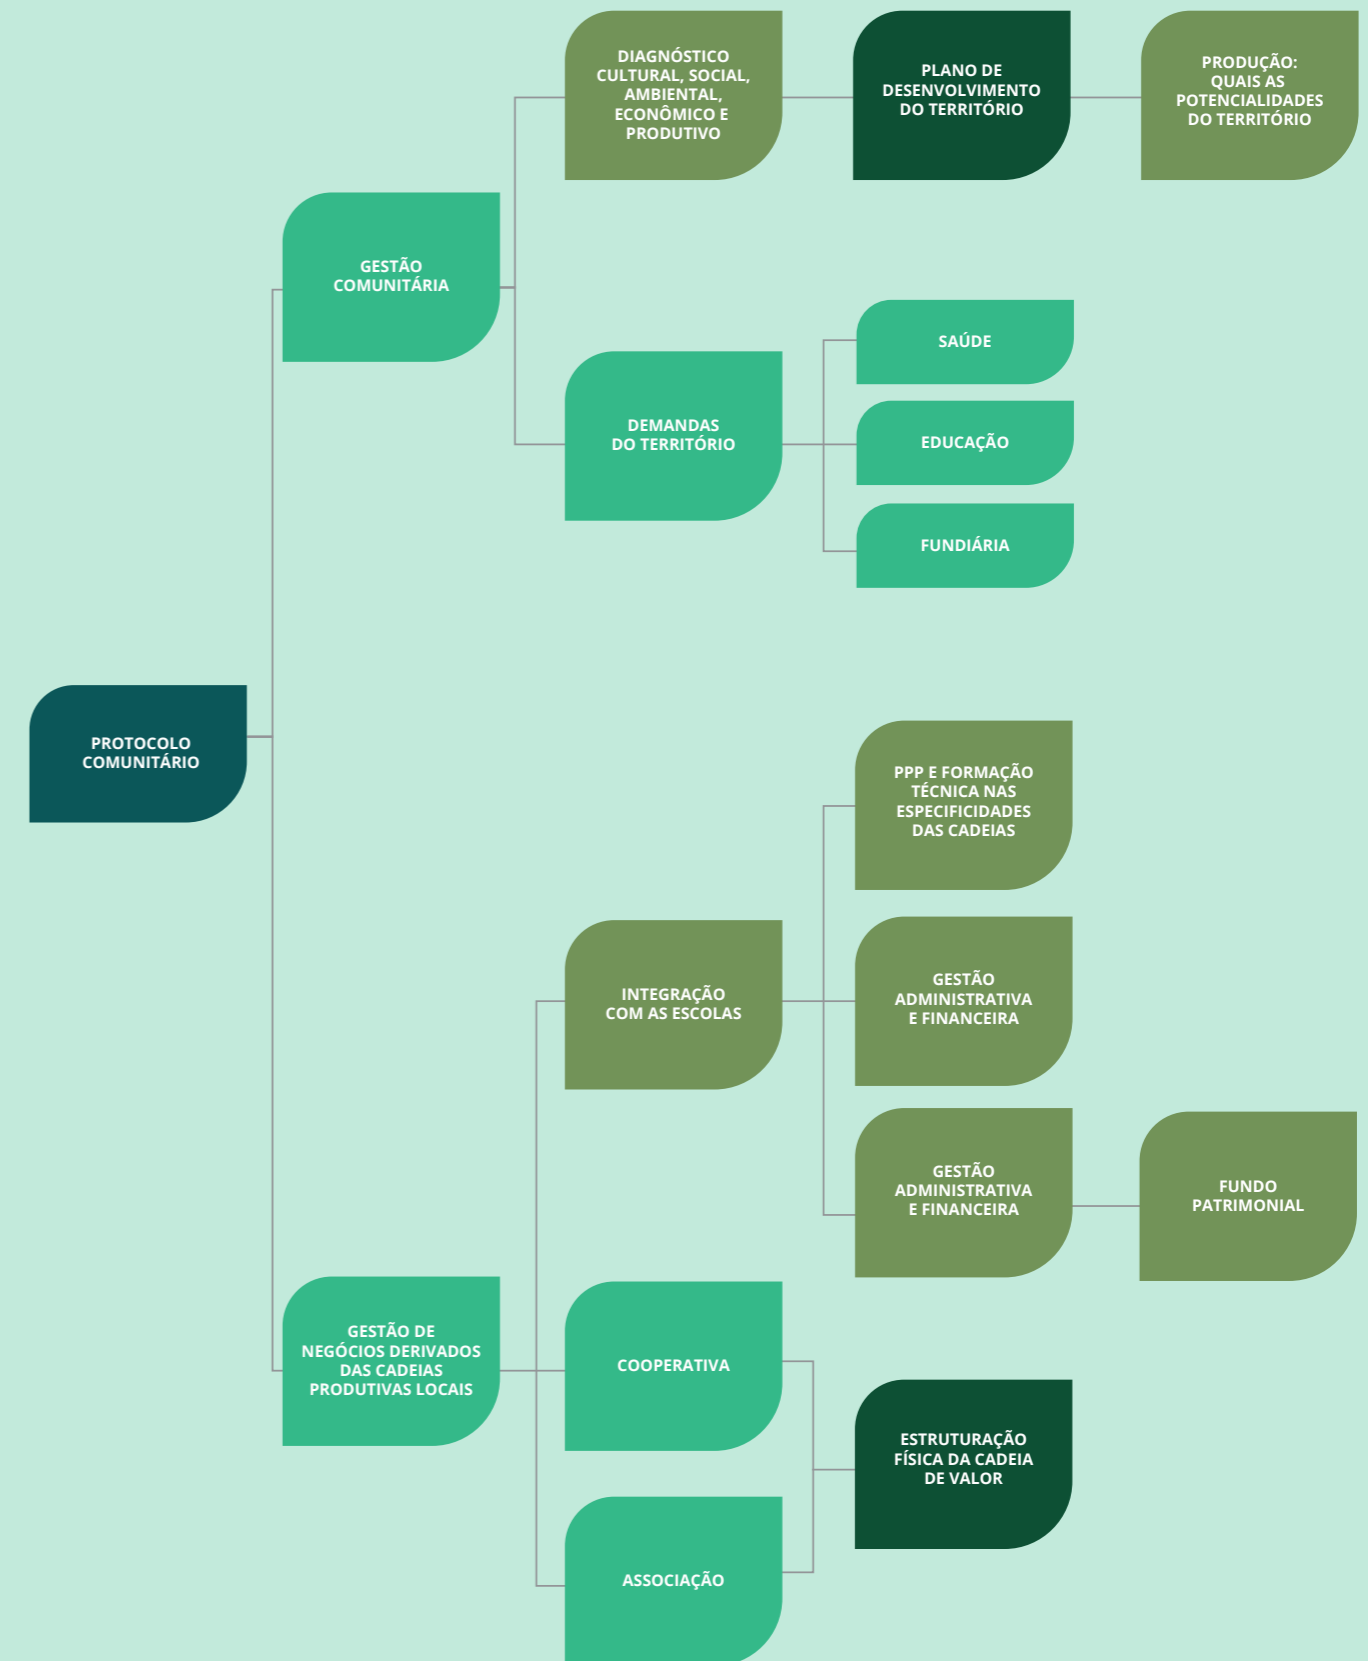 DIAGNÓSTICO
CULTURAL, SOCIAL,
AMBIENTAL,
ECONÔMICO E
PRODUTIVO
PLANO DE
DESENVOLVIMENTO
DO TERRITÓRIO
PRODUÇÃO:
QUAIS AS
POTENCIALIDADES
DO TERRITÓRIO
GESTÃO
COMUNITÁRIA
DEMANDAS
DO TERRITÓRIO
SAÚDE
EDUCAÇÃO
FUNDIÁRIA
PROTOCOLO
COMUNITÁRIO
PPP E FORMAÇÃO
TÉCNICA NAS
ESPECIFICIDADES
DAS CADEIAS
INTEGRAÇÃO
COM AS ESCOLAS
GESTÃO
ADMINISTRATIVA
E FINANCEIRA
GESTÃO
ADMINISTRATIVA
E FINANCEIRA
FUNDO
PATRIMONIAL
GESTÃO DE
NEGÓCIOS DERIVADOS
DAS CADEIAS
PRODUTIVAS LOCAIS
COOPERATIVA
ESTRUTURAÇÃO
FÍSICA DA CADEIA
DE VALOR
ASSOCIAÇÃO